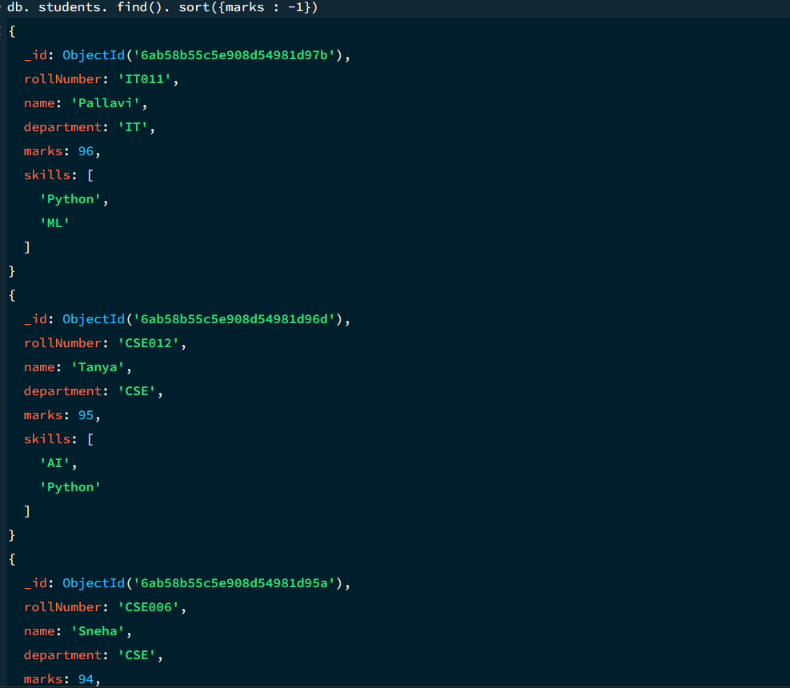 db. students. find(). sort({marks : -1})
{
  _id: ObjectId('6ab58b55c5e908d54981d97b'),
  rollNumber: 'IT011',
  name: 'Pallavi',
  department: 'IT',
  marks: 96,
  skills: [
    'Python',
    'ML'
  ]
}
{
  _id: ObjectId('6ab58b55c5e908d54981d96d'),
  rollNumber: 'CSE012',
  name: 'Tanya',
  department: 'CSE',
  marks: 95,
  skills: [
    'AI',
    'Python'
  ]
}
{
  _id: ObjectId('6ab58b55c5e908d54981d95a'),
  rollNumber: 'CSE006',
  name: 'Sneha',
  department: 'CSE',
  marks: 94,